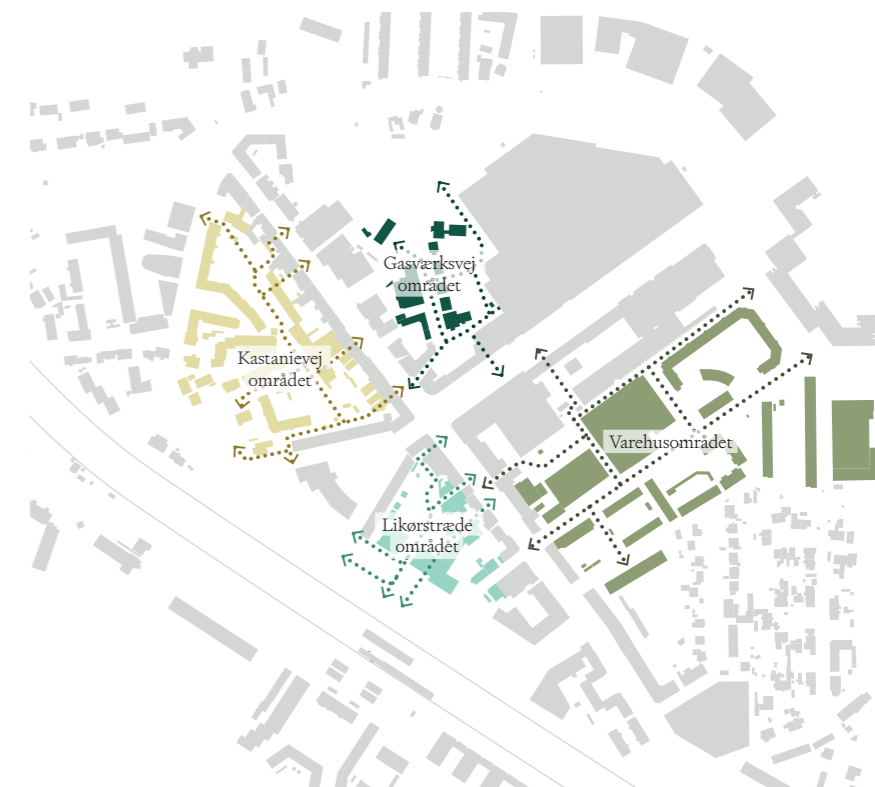 Gasværksvej
området
Kastanievej
området
Varehusområdet
Likørstræde
området